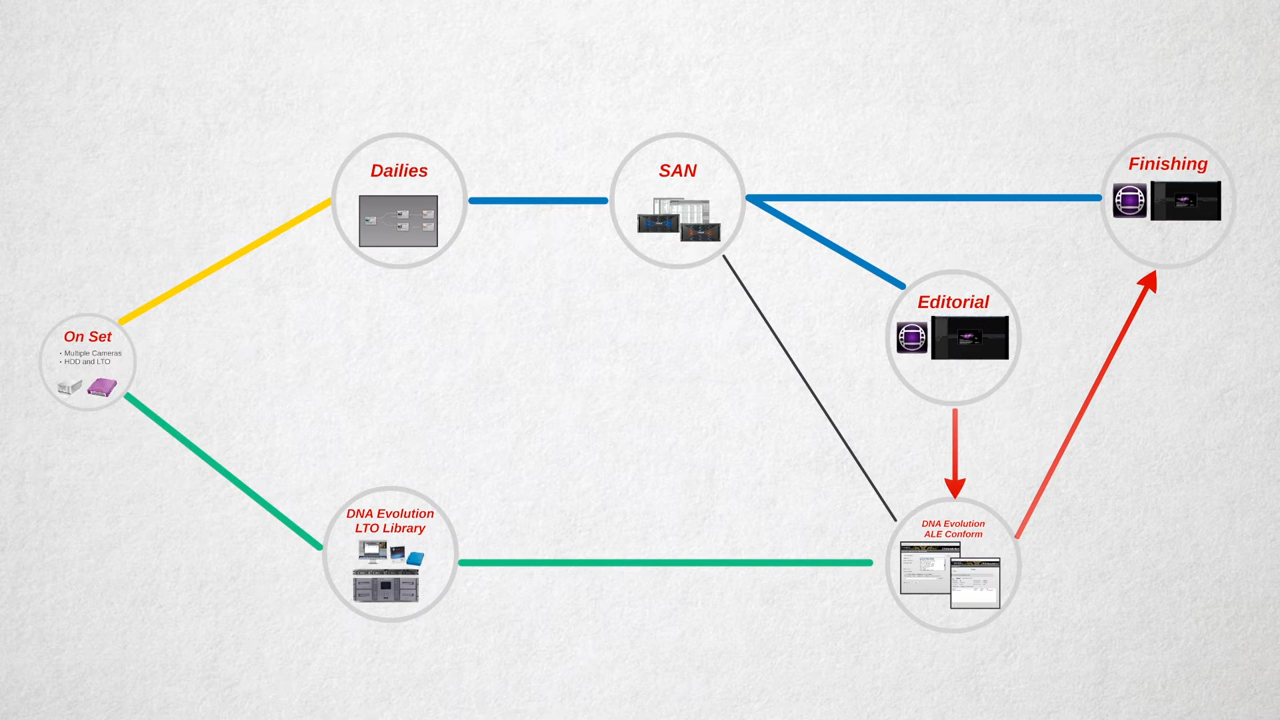 Dailies
SAN
Finishing
Editorial
On Set
• Multiple Cameras
• HDD and LTO
DNA Evolution
LTO Library
DNA Evolution
ALE Conform